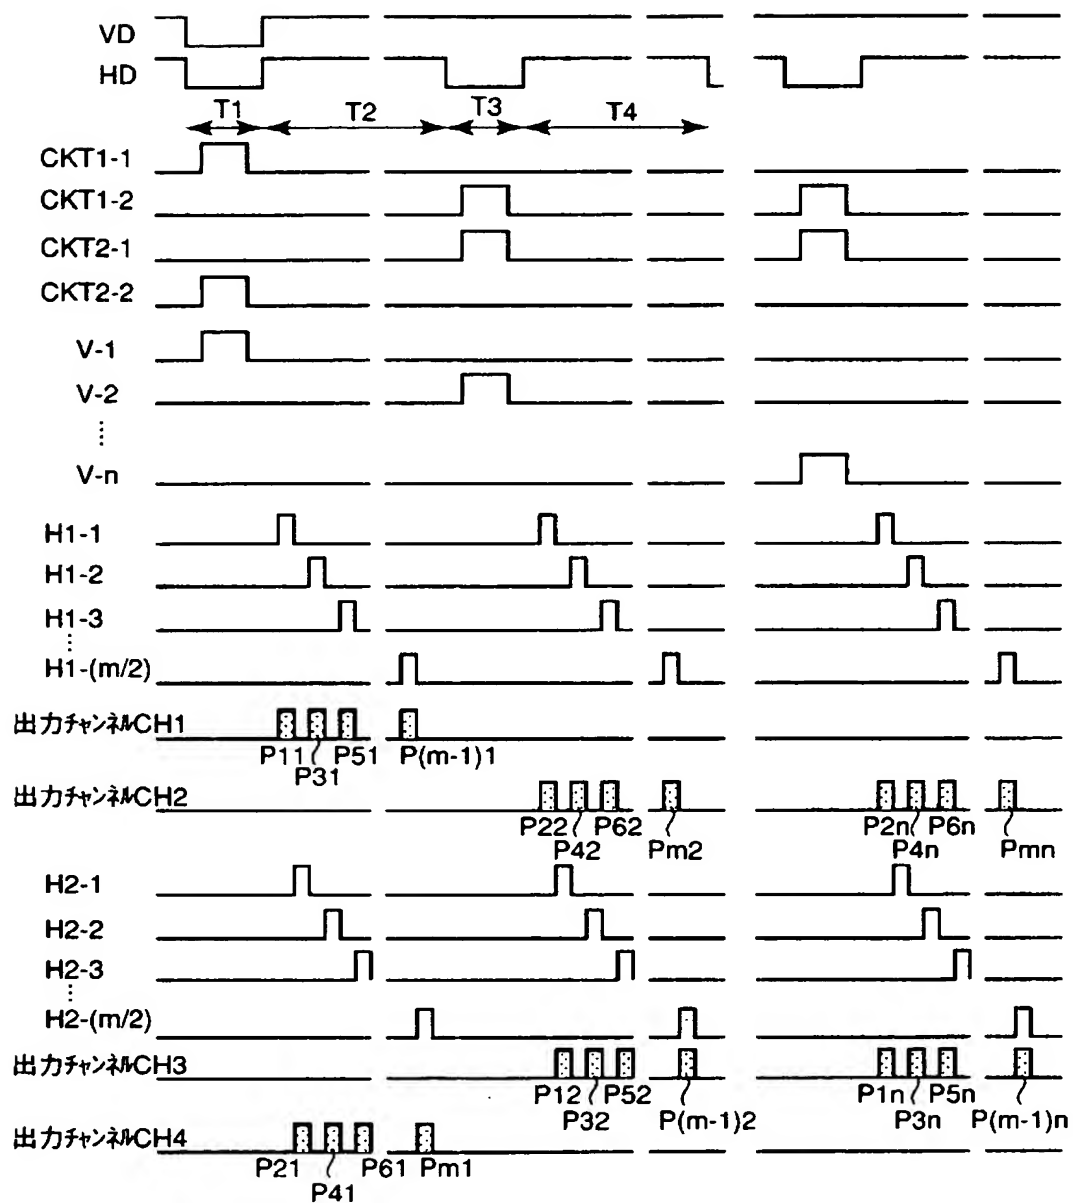 VD
HD
T1 T2 T3 T4
CKT1-1
CKT1-2
CKT2-1
CKT2-2
V-1
V-2
V-n
H1-1
H1-2
H1-3
H1-(m/2)
出力チャンネルCH1
P11 P51 P(m-1)1
P31
出力チャンネルCH2
P22 P62 Pm2 P2n P6n Pmn
P42 P4n
H2-1
H2-2
H2-3
H2-(m/2)
出力チャンネルCH3
P12 P52 P(m-1)2 P1n P5n P(m-1)n
P32 P3n
出力チャンネルCH4
P21 P61 Pm1
P41